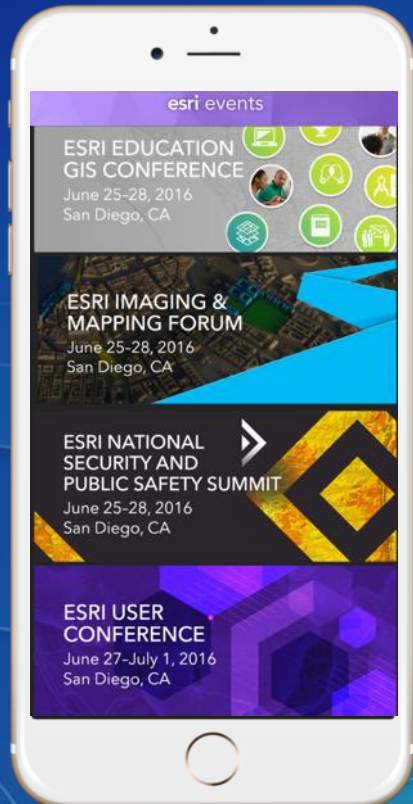 esri events
ESRI EDUCATION
GIS CONFERENCE
June 25-28, 2016
San Diego, CA
ESRI IMAGING &
MAPPING FORUM
June 25-28, 2016
San Diego, CA
ESRI NATIONAL
SECURITY AND
PUBLIC SAFETY SUMMIT
June 25-28, 2016
San Diego, CA
ESRI USER
CONFERENCE
June 27-July 1, 2016
San Diego, CA